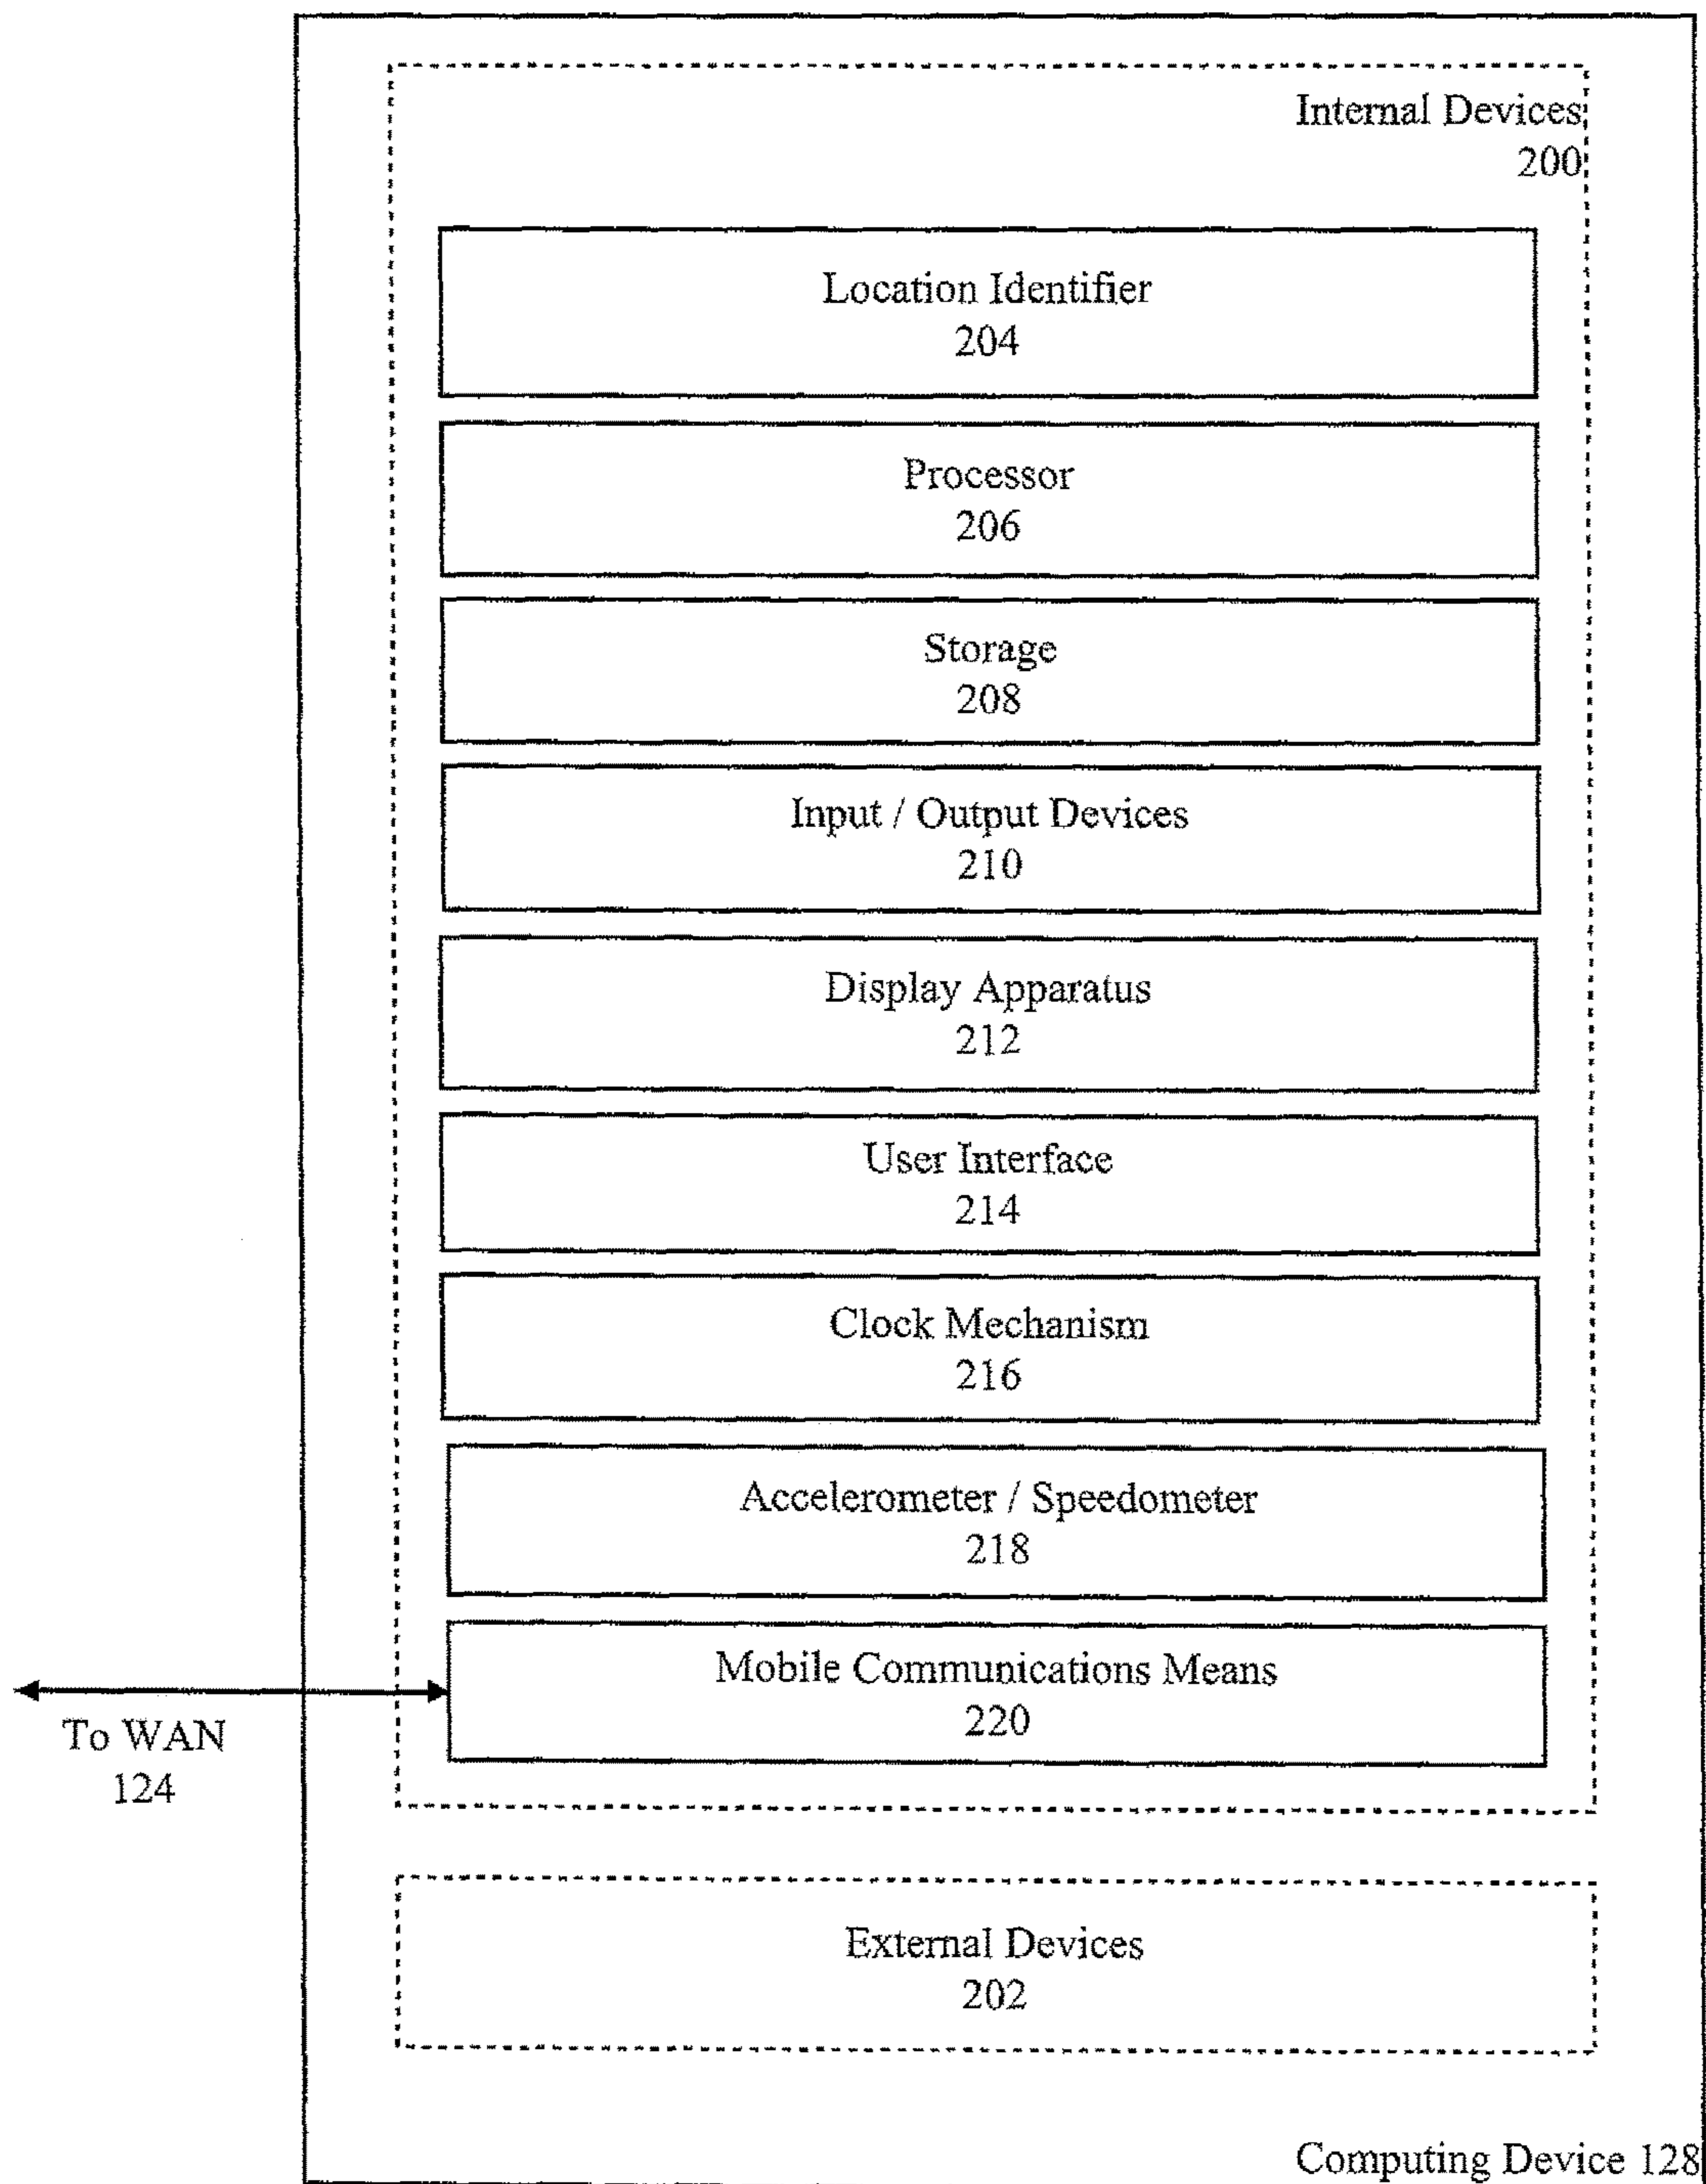 Internal Devices
200
Location Identifier
204
Processor
206
Storage
208
Input / Output Devices
210
Display Apparatus
212
User Interface
214
Clock Mechanism
216
Accelerometer / Speedometer
218
Mobile Communications Means
220
To WAN
124
External Devices
202
Computing Device 128